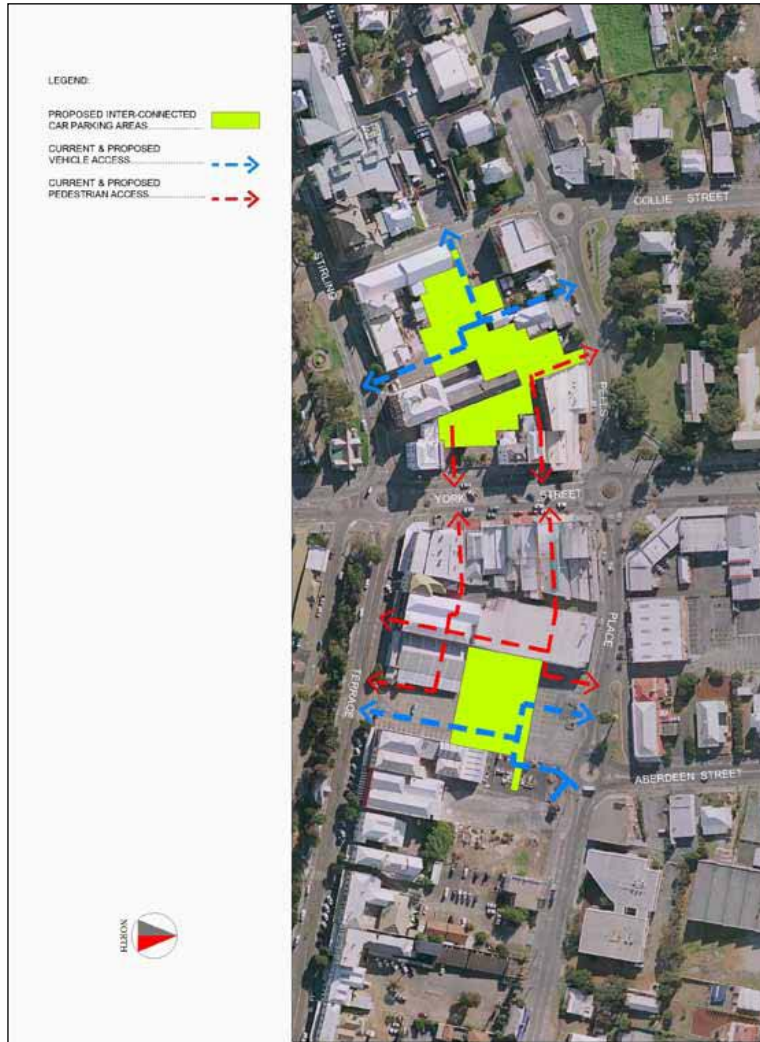 LEGEND:
PROPOSED INTER-CONNECTED
CAR PARKING AREAS
CURRENT & PROPOSED
VEHICLE ACCESS
CURRENT & PROPOSED
PEDESTRIAN ACCESS
COLLIE STREET
STIRLING
PEELS
YORK STREET
PLACE
TERRACE
ABERDEEN STREET
NORTH